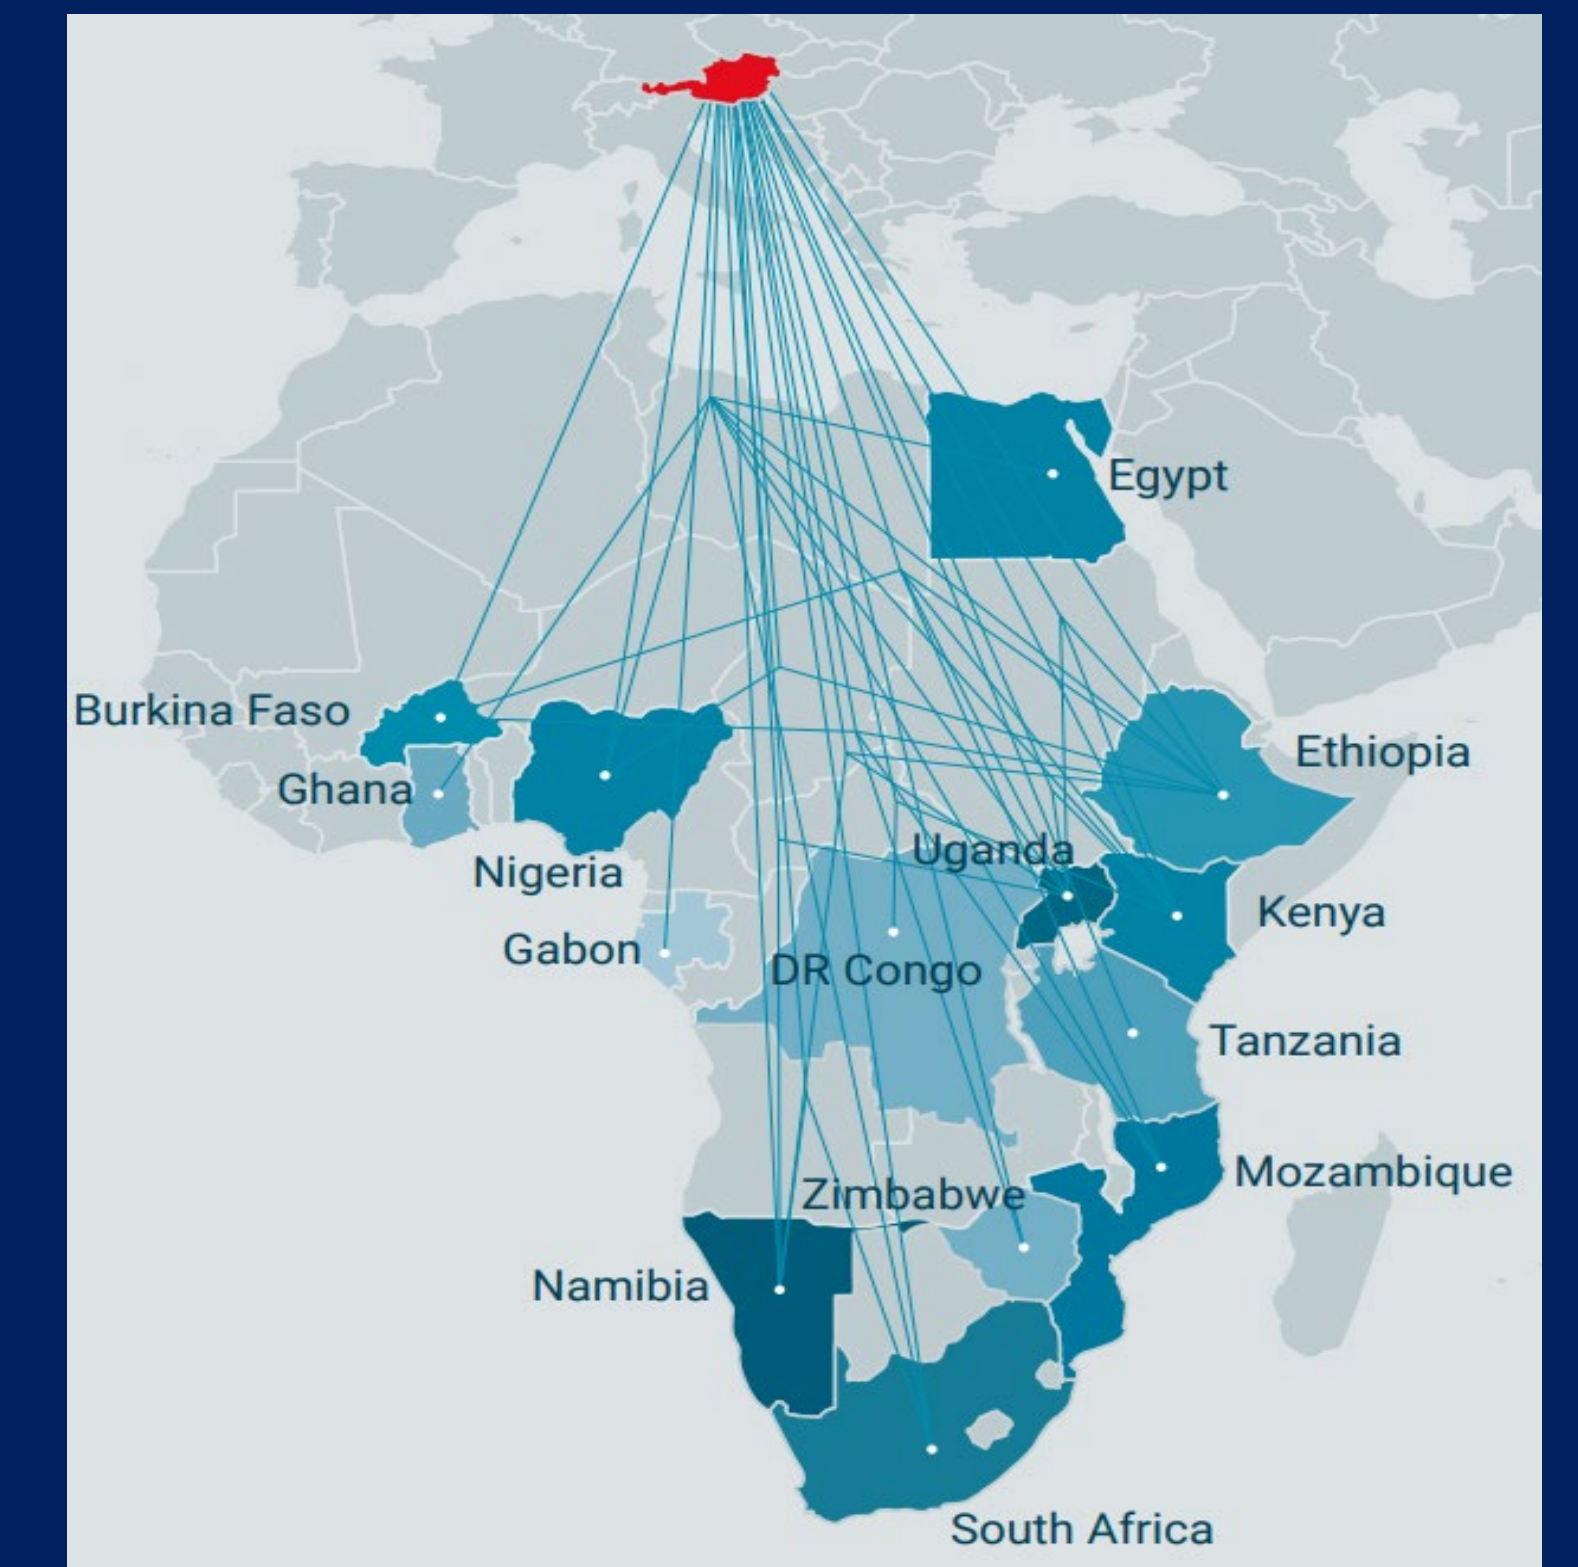 Egypt
Burkina Faso
Ethiopia
Ghana
Uganda
Nigeria
Kenya
Gabon
DR Congo
Tanzania
Mozambique
Zimbabwe
Namibia
South Africa